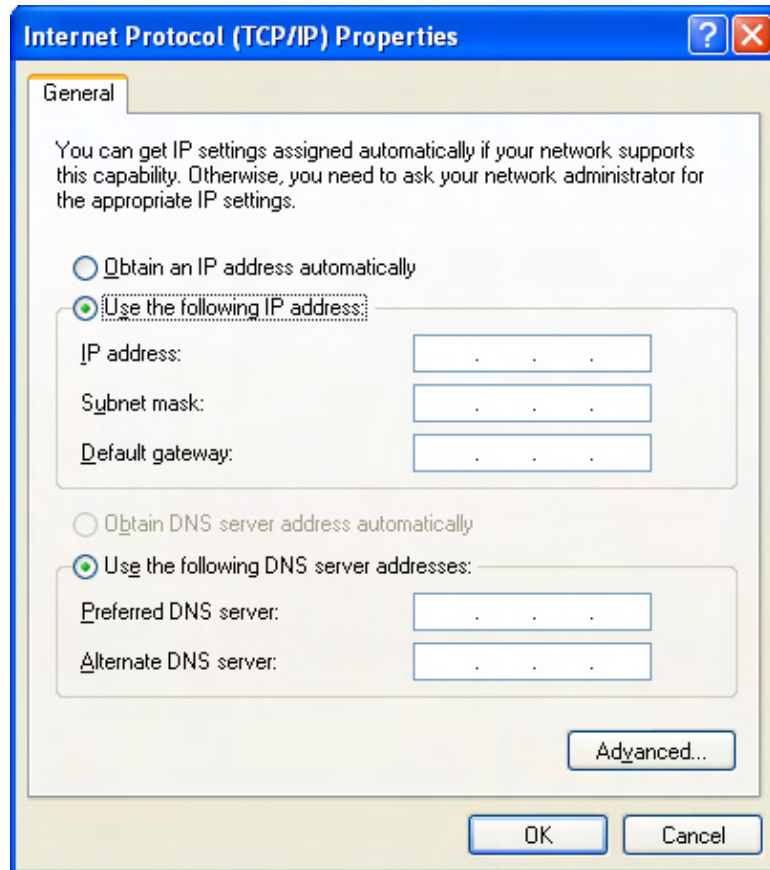 Internet Protocol (TCP/IP) Properties
General
You can get IP settings assigned automatically if your network supports
this capability. Otherwise, you need to ask your network administrator for
the appropriate IP settings.
Obtain an IP address automatically
Use the following IP address:
IP address:
. . .
Subnet mask:
. . .
Default gateway:
. . .
Obtain DNS server address automatically
Use the following DNS server addresses:
Preferred DNS server:
. . .
Alternate DNS server:
. . .
Advanced...
OK
Cancel